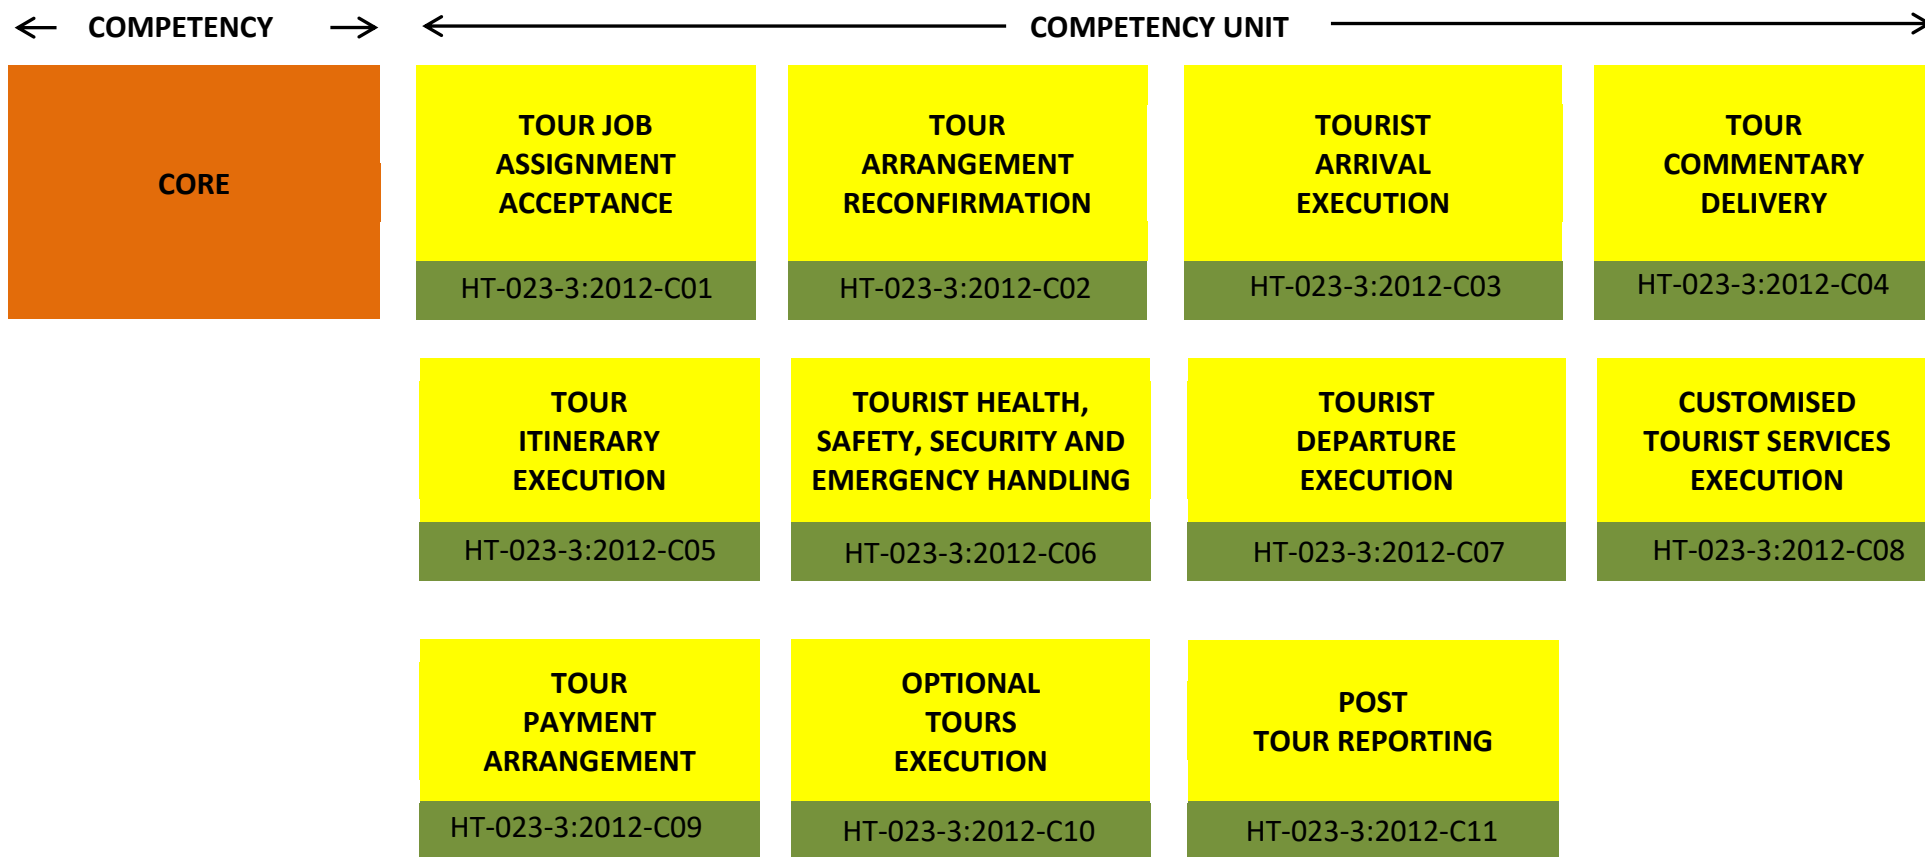 COMPETENCY
COMPETENCY UNIT
CORE
TOUR JOB
ASSIGNMENT
ACCEPTANCE
HT-023-3:2012-C01
TOUR
ARRANGEMENT
RECONFIRMATION
HT-023-3:2012-C02
TOURIST
ARRIVAL
EXECUTION
HT-023-3:2012-C03
TOUR
COMMENTARY
DELIVERY
HT-023-3:2012-C04
TOUR
ITINERARY
EXECUTION
HT-023-3:2012-C05
TOURIST HEALTH,
SAFETY, SECURITY AND
EMERGENCY HANDLING
HT-023-3:2012-C06
TOURIST
DEPARTURE
EXECUTION
HT-023-3:2012-C07
CUSTOMISED
TOURIST SERVICES
EXECUTION
HT-023-3:2012-C08
TOUR
PAYMENT
ARRANGEMENT
HT-023-3:2012-C09
OPTIONAL
TOURS
EXECUTION
HT-023-3:2012-C10
POST
TOUR REPORTING
HT-023-3:2012-C11